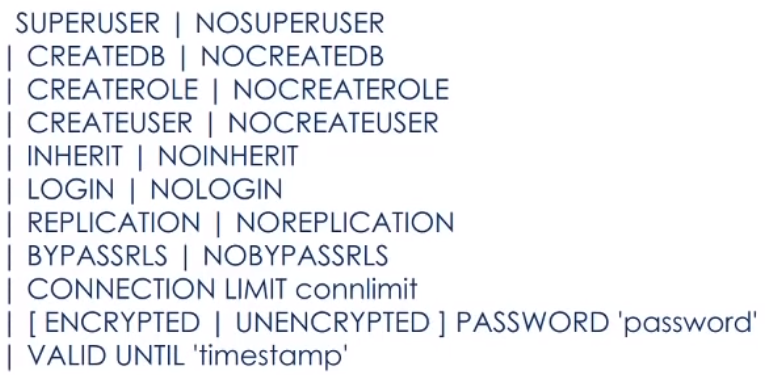 SUPERUSER | NOSUPERUSER
| CREATEDB | NOCREATEDB
| CREATEROLE | NOCREATEROLE
| CREATEUSER | NOCREATEUSER
| INHERIT | NOINHERIT
| LOGIN | NOLOGIN
| REPLICATION | NOREPLICATION
| BYPASSRLS | NOBYPASSRLS
| CONNECTION LIMIT connlimit
| [ ENCRYPTED | UNENCRYPTED ] PASSWORD 'password'
| VALID UNTIL 'timestamp'